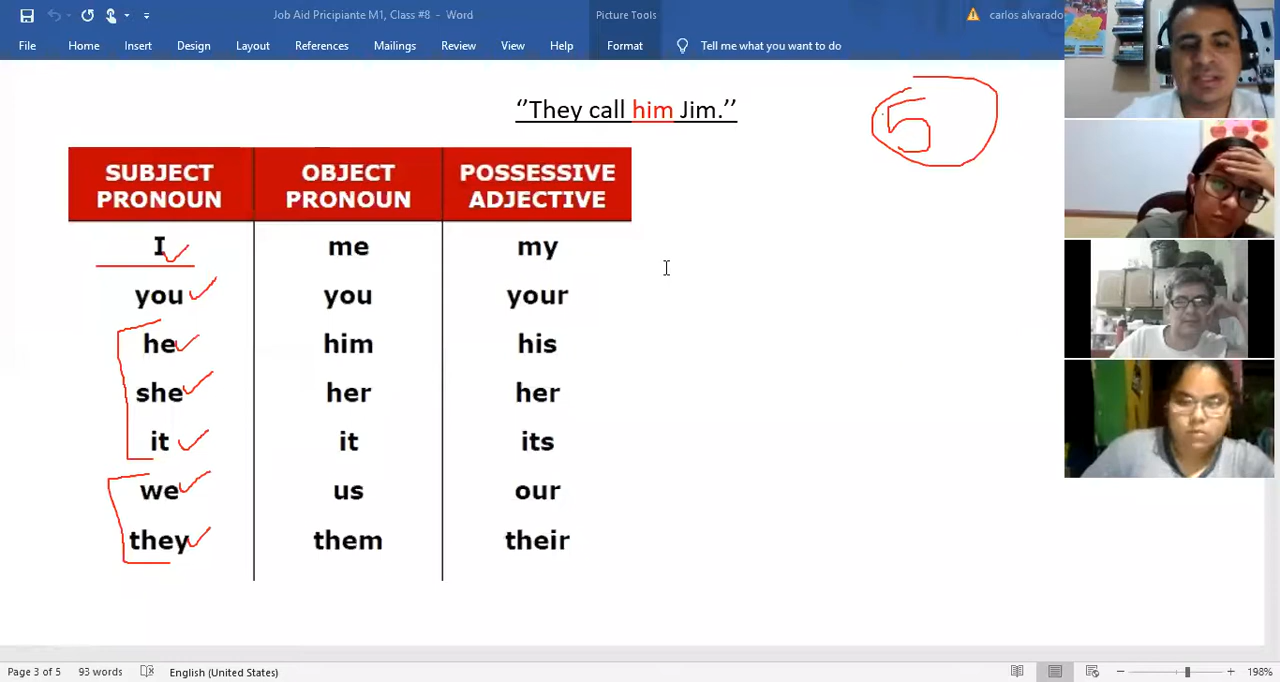 Job Aid Pricipiante M1, Class #8 - Word
Picture Tools
carlos alvarado
File Home Insert Design Layout References Mailings Review View Help Format Tell me what you want to do
‘’They call him Jim.’’
5
SUBJECT PRONOUN OBJECT PRONOUN POSSESSIVE ADJECTIVE
I me my
you you your
he him his
she her her
it it its
we us our
they them their
Page 3 of 5 93 words English (United States) 198%